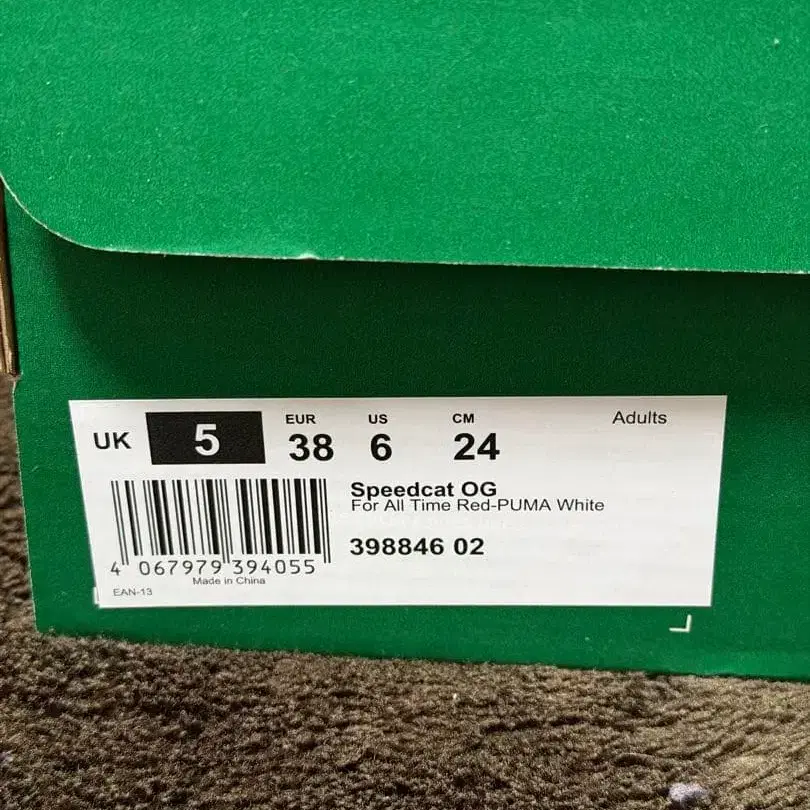 EUR US CM Adults
UK 5 38 6 24
Speedcat OG
For All Time Red-PUMA White
398846 02
4 067979 394055
Made in China
EAN-13